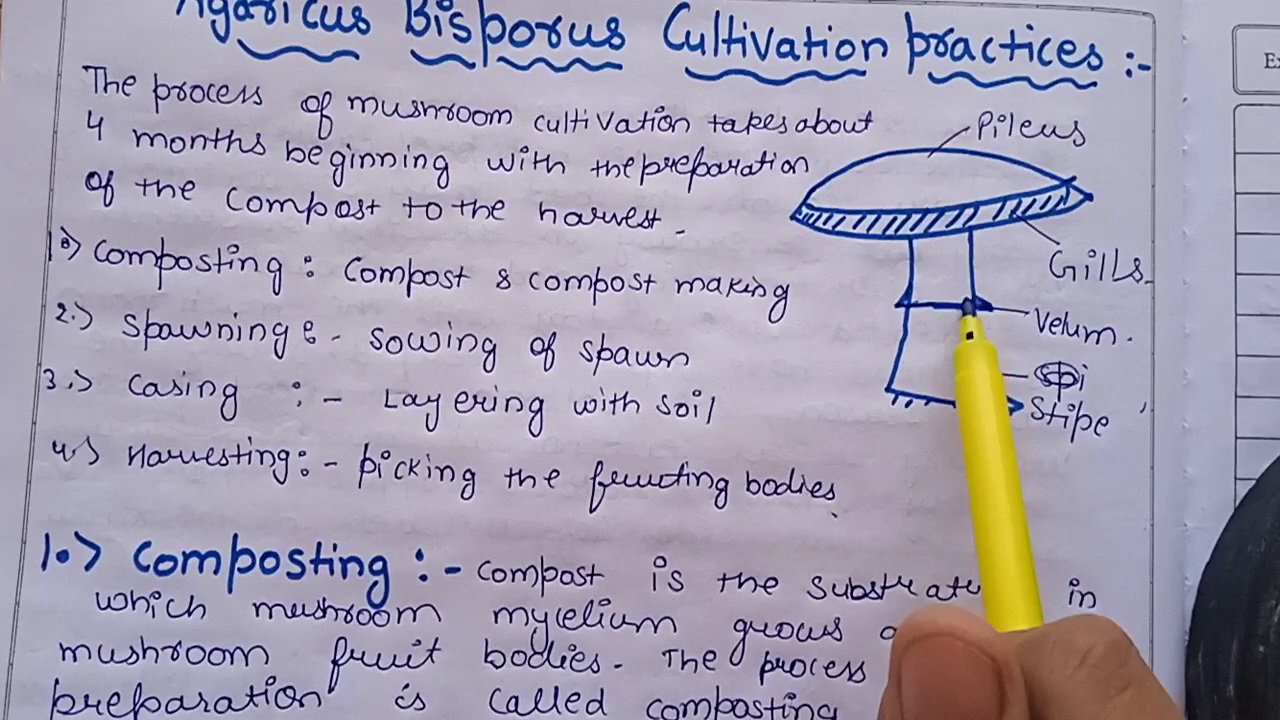 Agaricus Bisporus Cultivation practices :-
The process of mushroom cultivation takes about
4 months beginning with the preparation
of the compost to the harvest.
Pileus
Gills
Velum.
Stipe
1.) Composting : Compost & compost making
2.) Spawning :- Sowing of spawn
3.) Casing :- Layering with soil
4.) Harvesting :- picking the fructing bodies
1.) Composting :- Compost is the substrate in
which mushroom mycelium grows
mushroom fruit bodies. The process
preparation is called composting